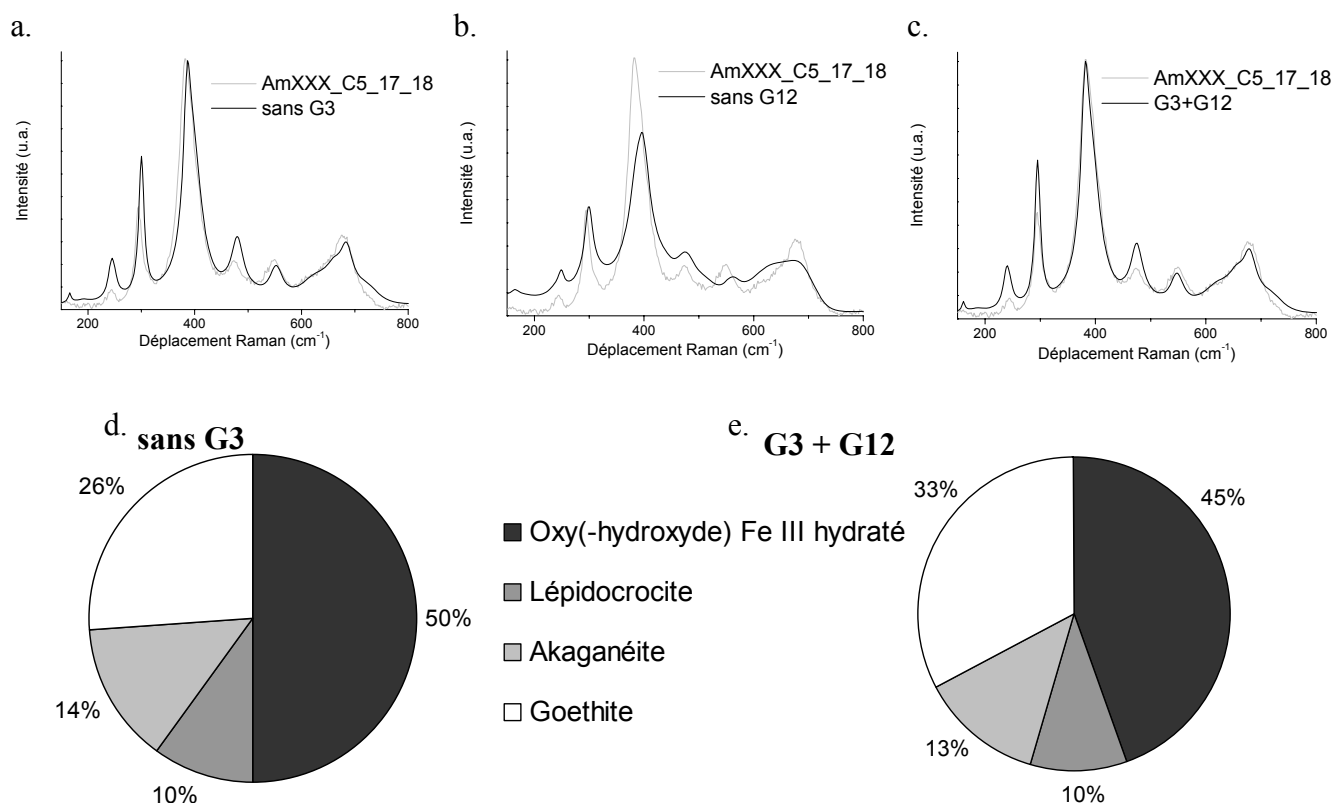 a.
Intensité (u.a.)
AmXXX_C5_17_18
sans G3
200 400 600 800
Déplacement Raman (cm-1)
b.
Intensité (u.a.)
AmXXX_C5_17_18
sans G12
200 400 600 800
Déplacement Raman (cm-1)
c.
Intensité (u.a.)
AmXXX_C5_17_18
G3+G12
200 400 600 800
Déplacement Raman (cm-1)
d. sans G3
26%
50%
14%
10%
Oxy(-hydroxyde) Fe III hydraté
Lépidocrocite
Akaganéite
Goethite
e. G3 + G12
33%
45%
13%
10%